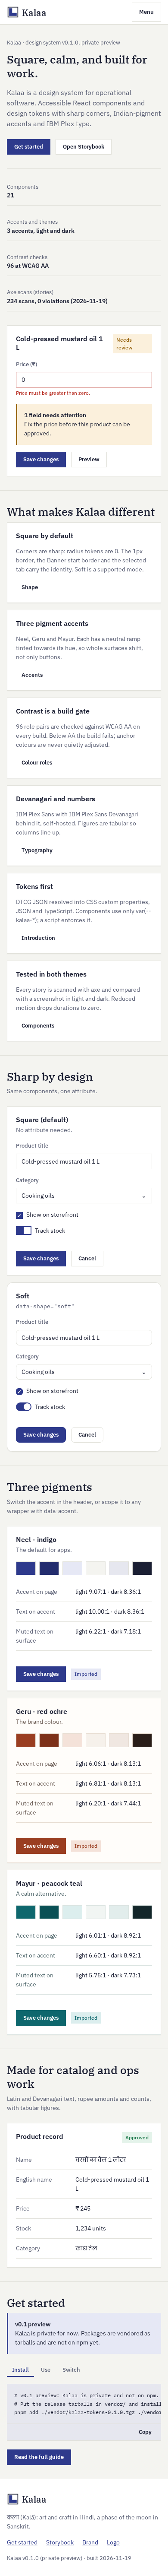 Kalaa
Menu
Kalaa · design system v0.1.0, private preview
Square, calm, and built for
work.
Kalaa is a design system for operational
software. Accessible React components and
design tokens with sharp corners, Indian-pigment
accents and IBM Plex type.
Get started
Open Storybook
Components
21
Accents and themes
3 accents, light and dark
Contrast checks
96 at WCAG AA
Axe scans (stories)
234 scans, 0 violations (2026-11-19)
Cold-pressed mustard oil 1
L
Needs
review
Price (₹)
0
Price must be greater than zero.
1 field needs attention
Fix the price before this product can be
approved.
Save changes
Preview
What makes Kalaa different
Square by default
Corners are sharp: radius tokens are 0. The 1px
border, the Banner start border and the Tabs
marker carry the identity. Soft is a supported mode.
Shape
Three pigment accents
Neel, Geru and Mayur. Each has a neutral ramp
tinted towards its hue, so whole surfaces shift,
not only buttons.
Accents
Contrast is a build gate
96 role pairs are checked against WCAG AA on
every build. Below AA the build fails; anchor
colours are never quietly adjusted.
Colour roles
Devanagari and numbers
IBM Plex Sans with IBM Plex Sans Devanagari
behind it, self-hosted. Figures are tabular so
columns line up.
Typography
Tokens first
DTCG JSON resolved into CSS custom properties,
JSON and TypeScript. Components use only var(--
kalaa-*); a script enforces it.
Introduction
Tested in both themes
Every story is scanned with axe and compared
with a screenshot in light and dark. Reduced
motion drops durations to zero.
Components
Sharp by design
Same components, one attribute.
Square (default)
No attribute needed.
Product title
Cold-pressed mustard oil 1 L
Category
Cooking oils
Show on storefront
Track stock
Save changes
Cancel
Soft
data-shape="soft"
Product title
Cold-pressed mustard oil 1 L
Category
Cooking oils
Show on storefront
Track stock
Save changes
Cancel
Three pigments
Switch the accent in the header, or scope it to any
wrapper with data-accent.
Neel · indigo
The default for apps.
Accent on page
light 9.07:1 · dark 8.36:1
Text on accent
light 10.00:1 · dark 8.36:1
Muted text on
surface
light 6.22:1 · dark 7.18:1
Save changes
Imported
Geru · red ochre
The brand colour.
Accent on page
light 6.06:1 · dark 8.13:1
Text on accent
light 6.81:1 · dark 8.13:1
Muted text on
surface
light 6.20:1 · dark 7.44:1
Save changes
Imported
Mayur · peacock teal
A calm alternative.
Accent on page
light 6.01:1 · dark 8.92:1
Text on accent
light 6.60:1 · dark 8.92:1
Muted text on
surface
light 5.75:1 · dark 7.73:1
Save changes
Imported
Made for catalog and ops
work
Latin and Devanagari text, rupee amounts and counts,
with tabular figures.
Product record
Approved
Name
सरसों का तेल 1 लीटर
English name
Cold-pressed mustard oil 1
L
Price
₹ 245
Stock
1,234 units
Category
खाद्य तेल
Get started
v0.1 preview
Kalaa is private for now. Packages are vendored as
tarballs and are not on npm yet.
Install
Use
Switch
# v0.1 preview: Kalaa is private and not on npm.
# Put the release tarballs in vendor/ and install
pnpm add ./vendor/kalaa-tokens-0.1.0.tgz ./vendor
Copy
Read the full guide
Kalaa
कला (Kalā): art and craft in Hindi, a phase of the moon in
Sanskrit.
Get started
Storybook
Brand
Logo
Kalaa v0.1.0 (private preview) · built 2026-11-19